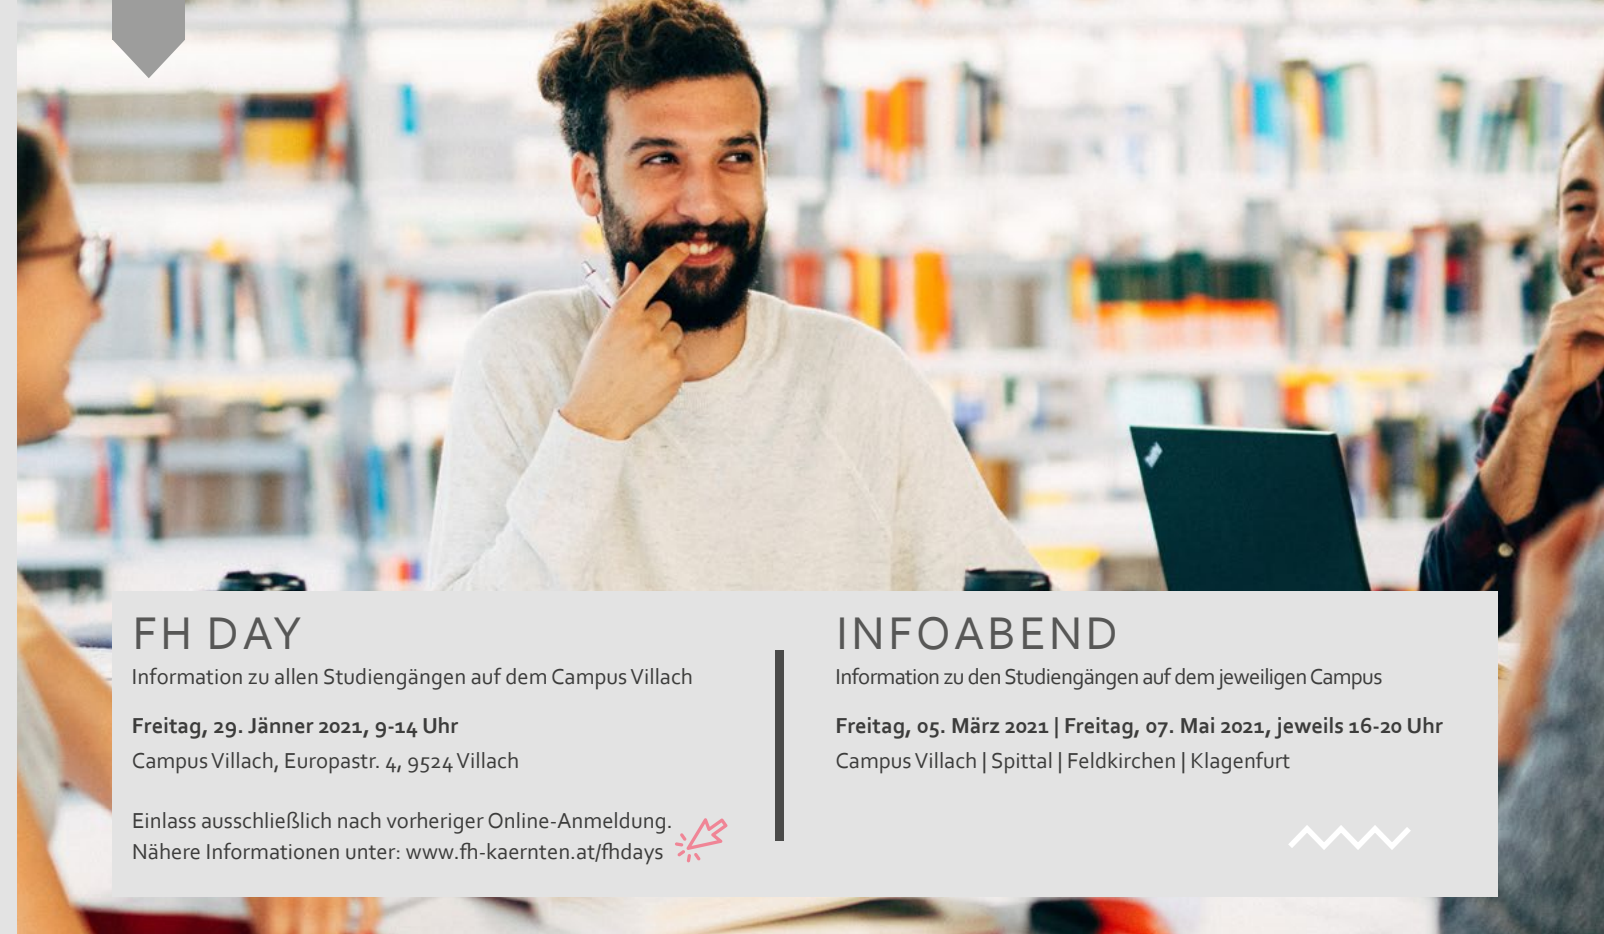 FH DAY
Information zu allen Studiengängen auf dem Campus Villach
Freitag, 29. Jänner 2021, 9-14 Uhr
Campus Villach, Europastr. 4, 9524 Villach
Einlass ausschließlich nach vorheriger Online-Anmeldung.
Nähere Informationen unter: www.fh-kaernten.at/fhdays
INFOABEND
Information zu den Studiengängen auf dem jeweiligen Campus
Freitag, 05. März 2021 | Freitag, 07. Mai 2021, jeweils 16-20 Uhr
Campus Villach | Spittal | Feldkirchen | Klagenfurt